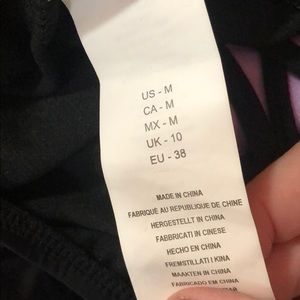 US - M
CA - M
MX - M
UK - 10
EU - 38
MADE IN CHINA
FABRIQUÉ AU REPUBLIQUE DE CHINE
HERGESTELLT IN CHINA
FABBRICATI IN CINESE
HECHO EN CHINA
FREMSTILLATI I KINA
MAAKTEN IN CHINA
FABRICADO EM CHINA